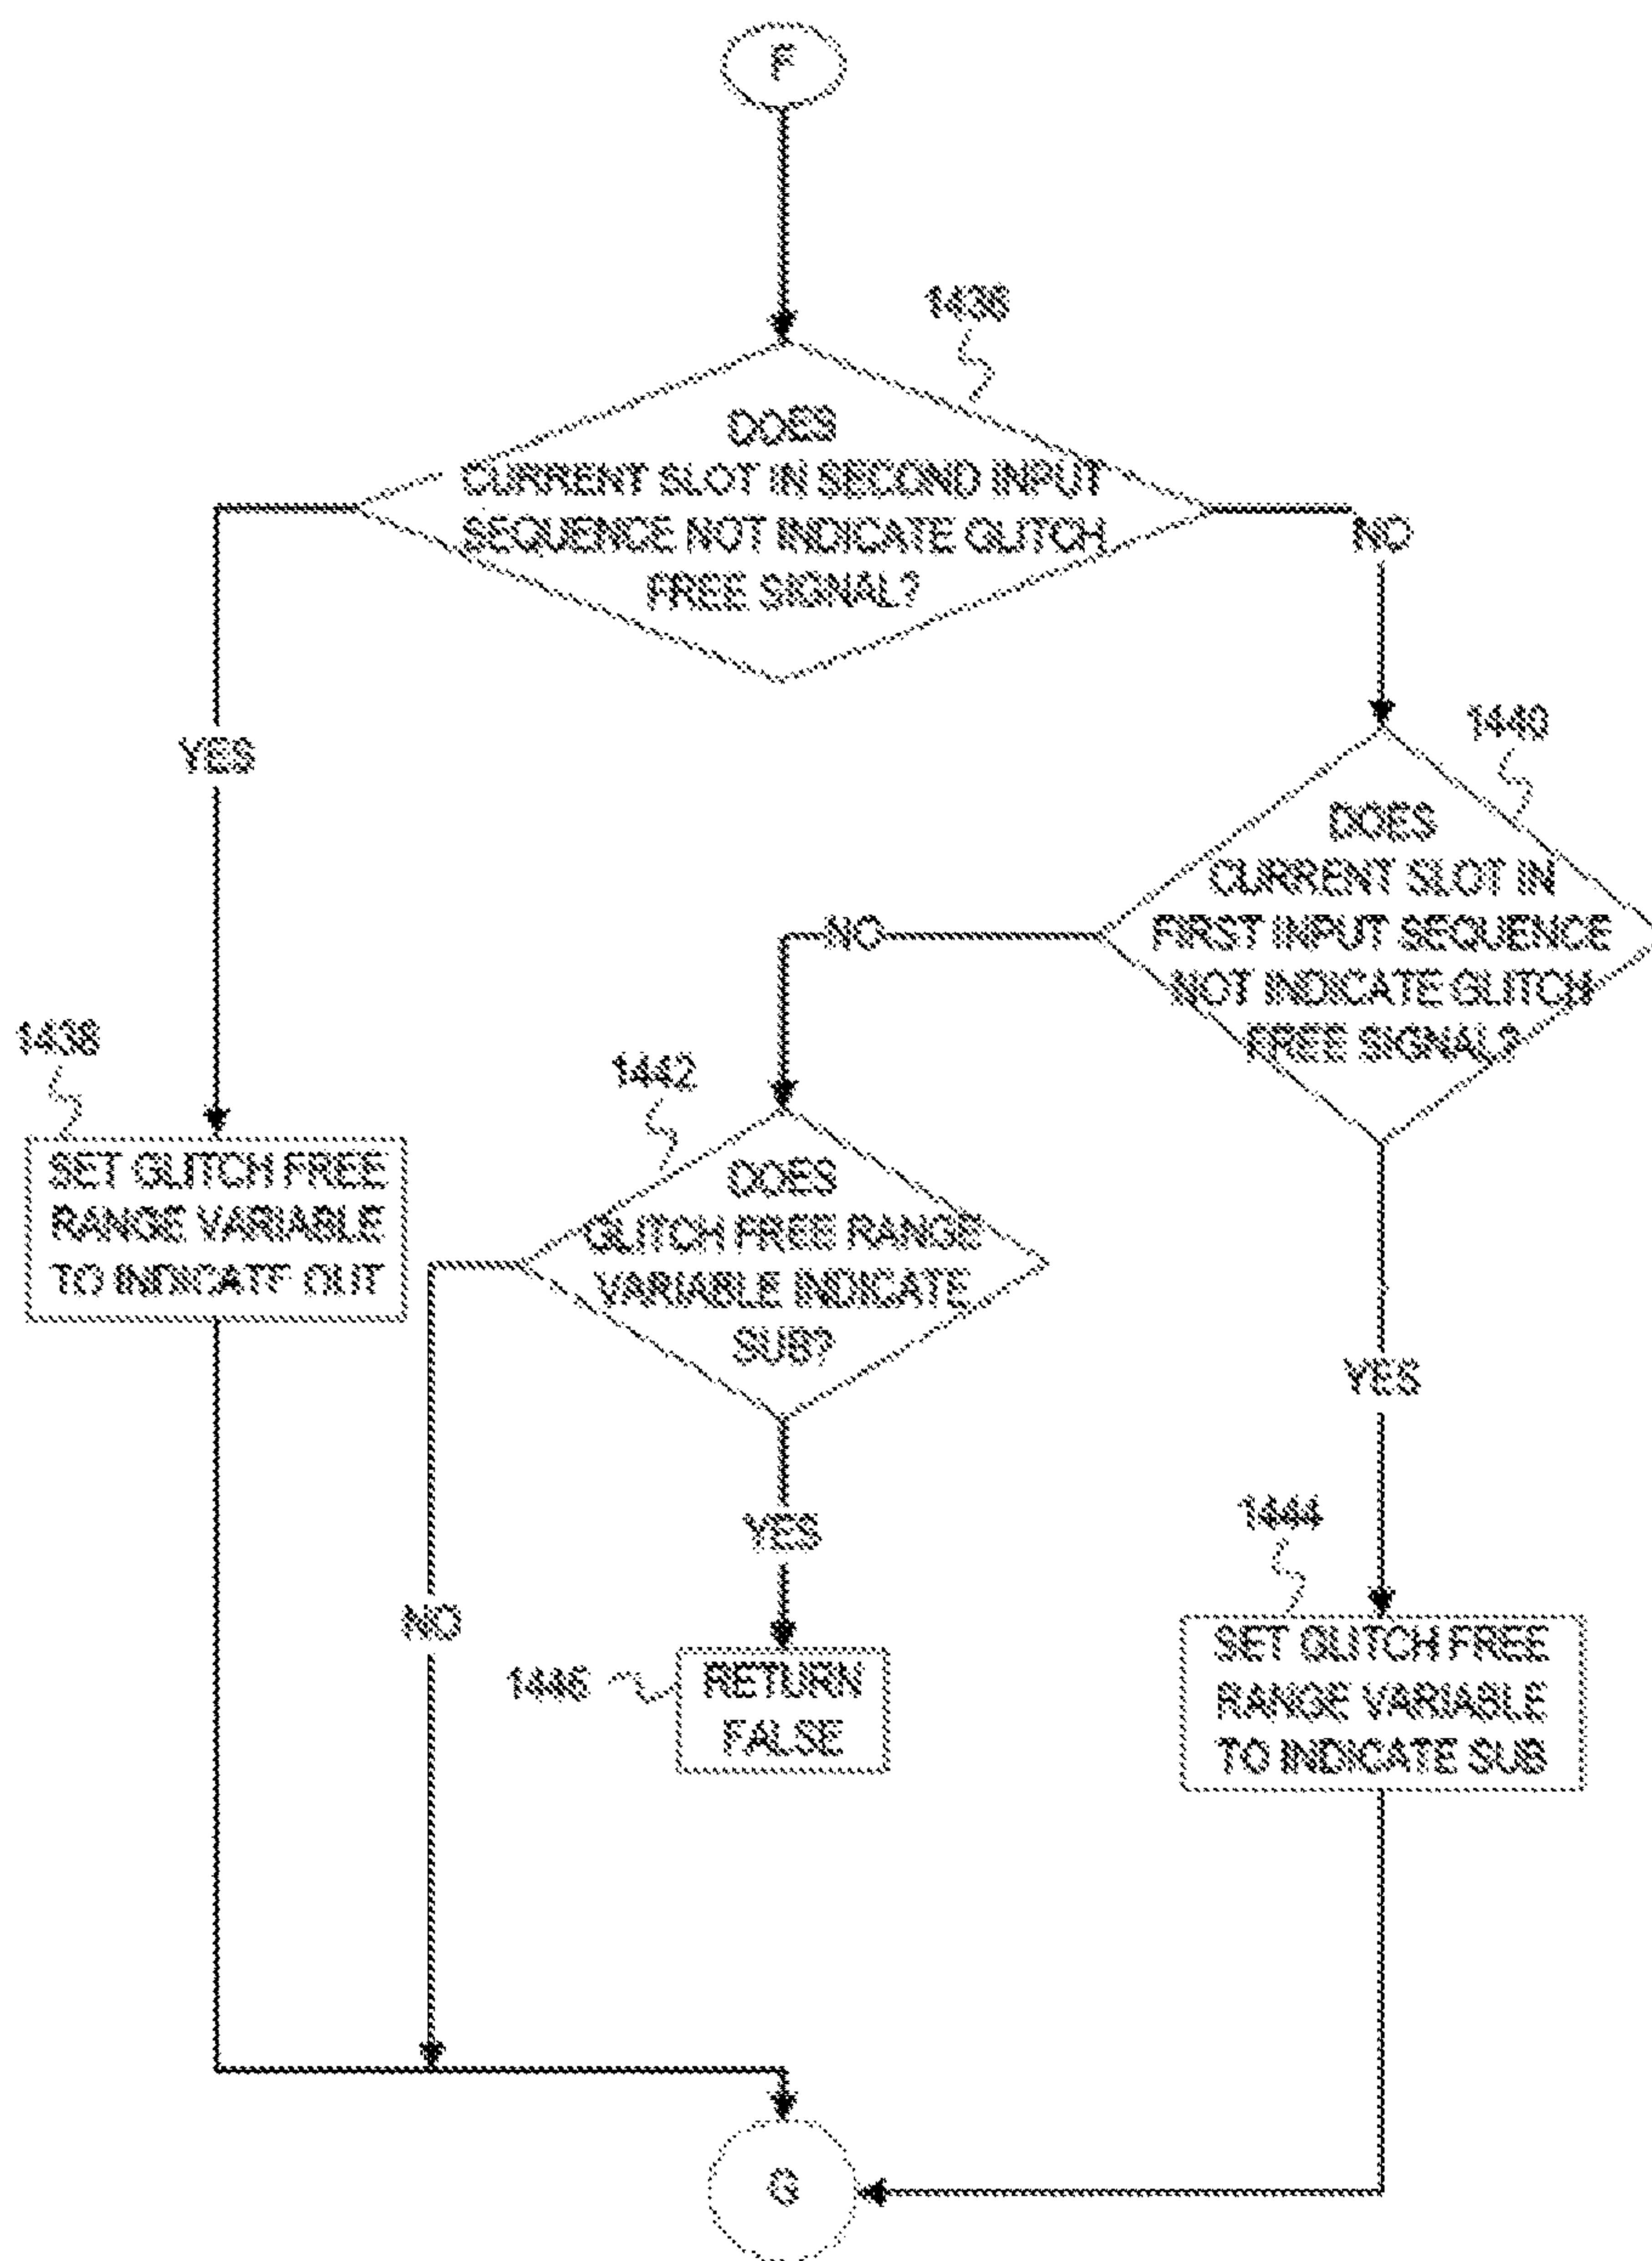 F
1436
DOES
CURRENT SLOT IN SECOND INPUT
SEQUENCE NOT INDICATE GLITCH
FREE SIGNAL?
NO
YES
1440
DOES
CURRENT SLOT IN
FIRST INPUT SEQUENCE
NOT INDICATE GLITCH
FREE SIGNAL?
NO
1438
SET GLITCH FREE
RANGE VARIABLE
TO INDICATE OUT
1442
DOES
GLITCH FREE RANGE
VARIABLE INDICATE
SUB?
YES
1444
YES
NO
1446
RETURN
FALSE
SET GLITCH FREE
RANGE VARIABLE
TO INDICATE SUB
G